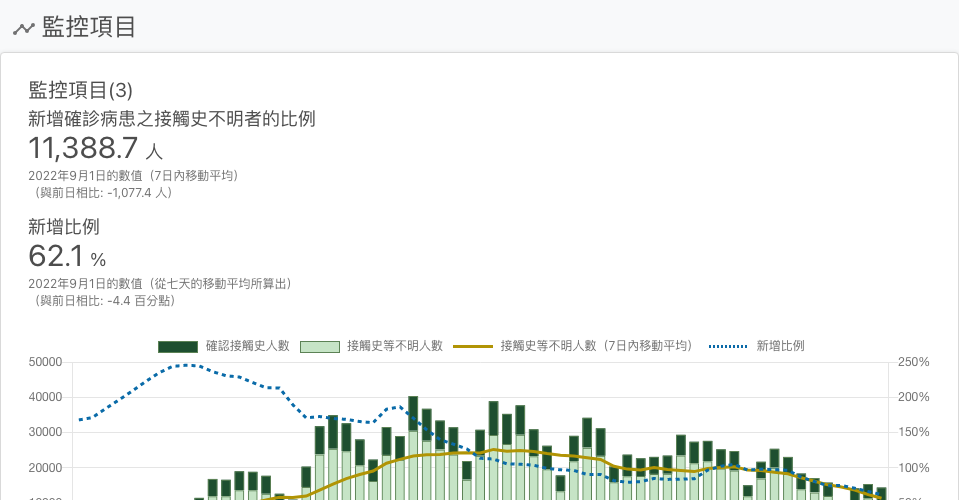 監控項目
監控項目(3)
新增確診病患之接觸史不明者的比例
11,388.7 人
2022年9月1日的數值（7日內移動平均）
（與前日相比: -1,077.4 人）
新增比例
62.1 %
2022年9月1日的數值（從七天的移動平均所算出）
（與前日相比: -4.4 百分點）
確認接觸史人數 接觸史等不明人數 接觸史等不明人數（7日內移動平均） 新增比例
50000 250%
40000 200%
30000 150%
20000 100%